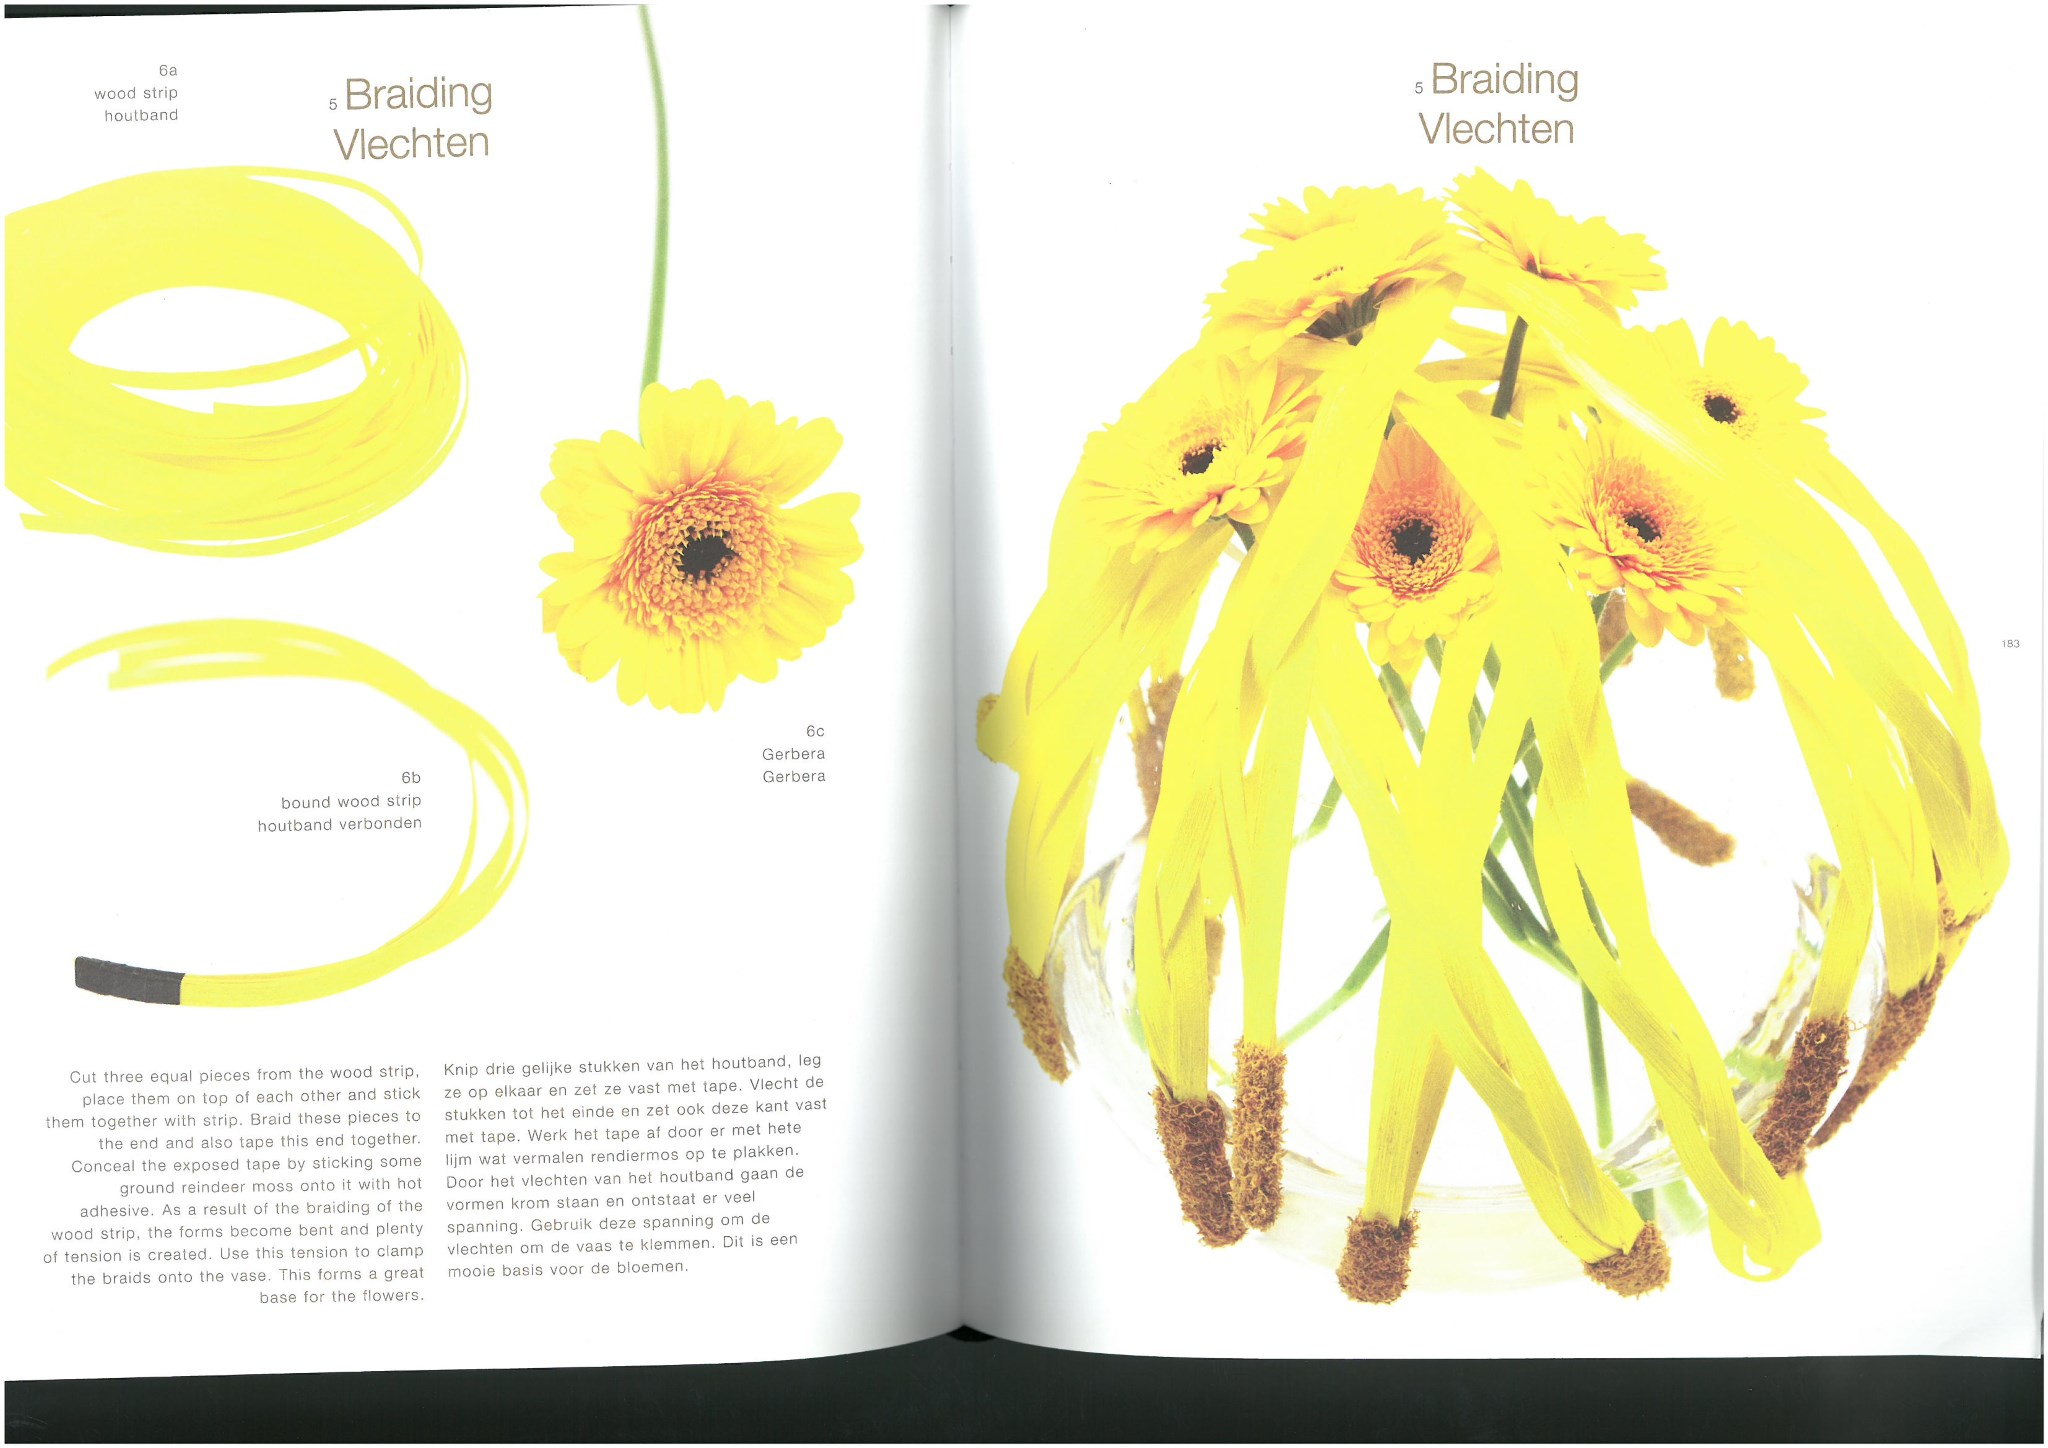 6a
wood strip
houtband
5 Braiding
Vlechten
6c
Gerbera
Gerbera
6b
bound wood strip
houtband verbonden
Cut three equal pieces from the wood strip,
place them on top of each other and stick
them together with strip. Braid these pieces to
the end and also tape this end together.
Conceal the exposed tape by sticking some
ground reindeer moss onto it with hot
adhesive. As a result of the braiding of the
wood strip, the forms become bent and plenty
of tension is created. Use this tension to clamp
the braids onto the vase. This forms a great
base for the flowers.
Knip drie gelijke stukken van het houtband, leg
ze op elkaar en zet ze vast met tape. Vlecht de
stukken tot het einde en zet ook deze kant vast
met tape. Werk het tape af door er met hete
lijm wat vermalen rendiermos op te plakken.
Door het vlechten van het houtband gaan de
vormen krom staan en ontstaat er veel
spanning. Gebruik deze spanning om de
vlechten om de vaas te klemmen. Dit is een
mooie basis voor de bloemen.
5 Braiding
Vlechten
183